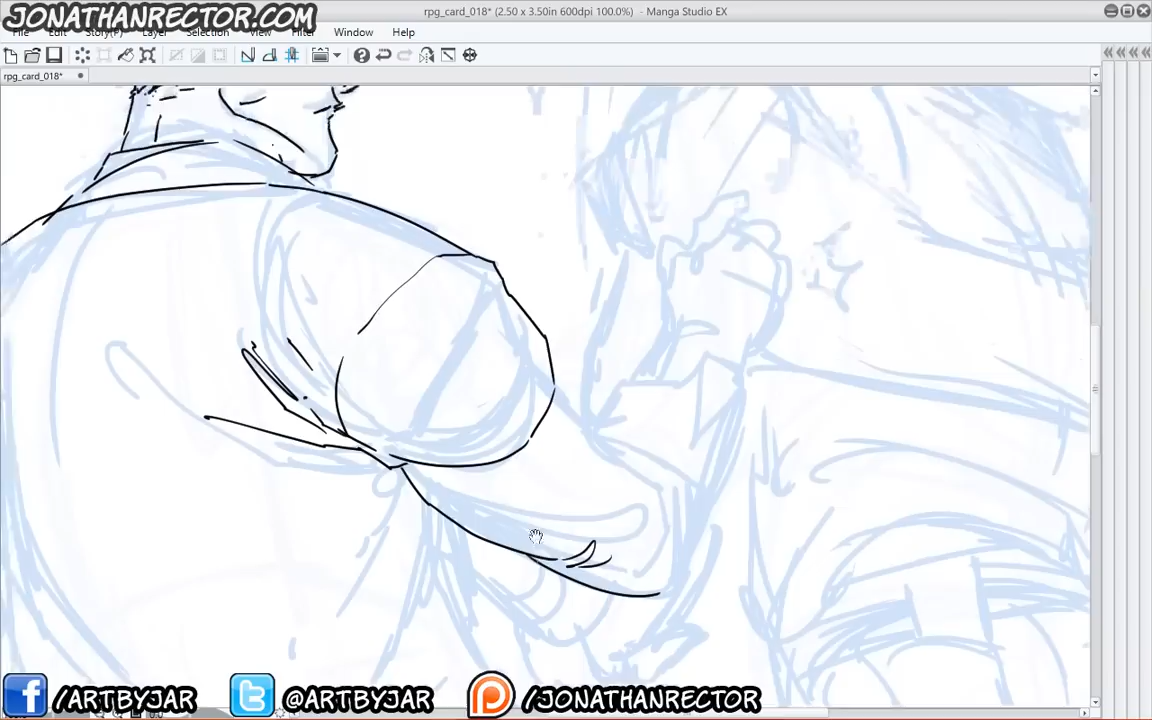 JONATHANRECTOR.COM
rpg_card_018* (2.50 x 3.50in 600dpi 100.0%) - Manga Studio EX
File Edit Story(P) Layer Selection View Filter Window Help
rpg_card_018*
/ARTBYJAR @ARTBYJAR /JONATHANRECTOR